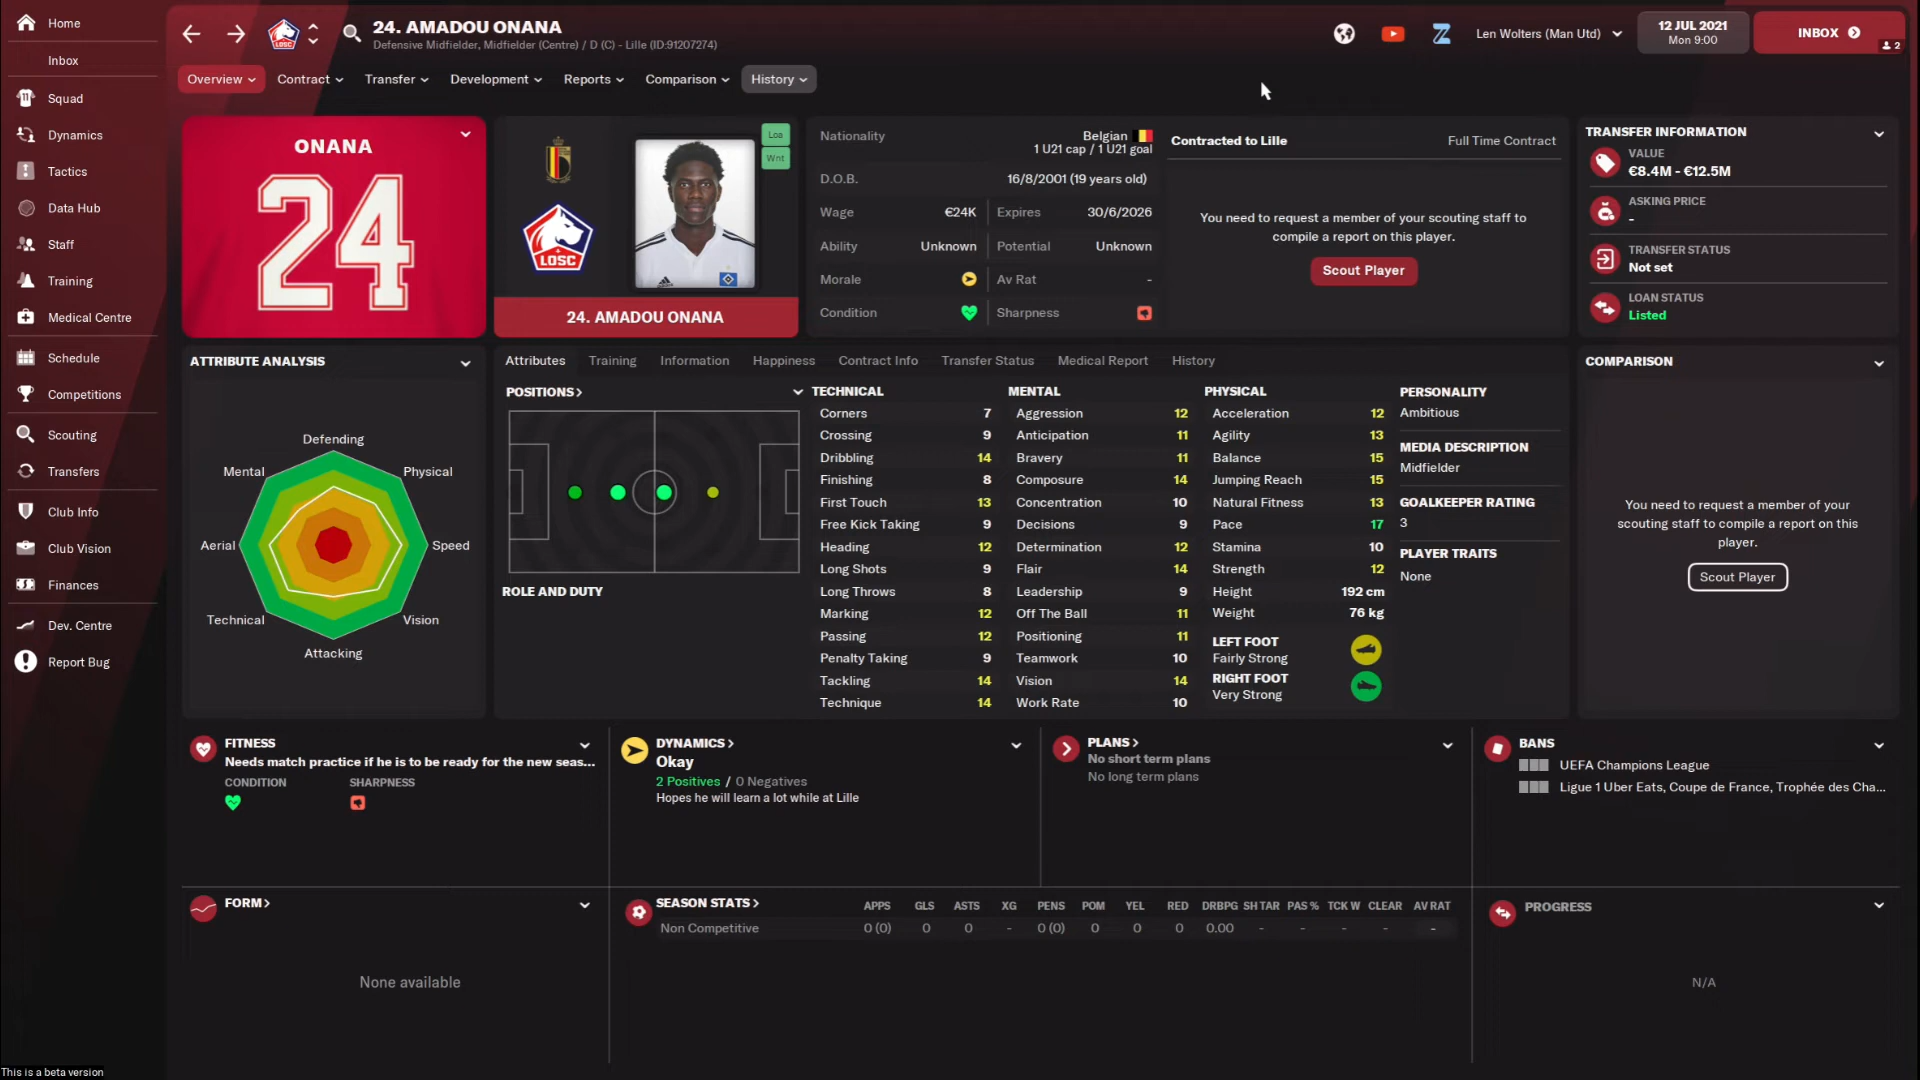 Home
Inbox
Squad
Dynamics
Tactics
Data Hub
Staff
Training
Medical Centre
Schedule
Competitions
Scouting
Transfers
Club Info
Club Vision
Finances
Dev. Centre
Report Bug
This is a beta version
24. AMADOU ONANA
Defensive Midfielder, Midfielder (Centre) / D (C) - Lille (ID:91207274)
Len Wolters (Man Utd)
12 JUL 2021
Mon 9:00
INBOX
2
Overview Contract Transfer Development Reports Comparison History
ONANA
24
LOSC
Loa
Wnt
24. AMADOU ONANA
Nationality Belgian
1 U21 cap / 1 U21 goal
D.O.B. 16/8/2001 (19 years old)
Wage €24K Expires 30/6/2026
Ability Unknown Potential Unknown
Morale Av Rat -
Condition Sharpness
Contracted to Lille Full Time Contract
You need to request a member of your scouting staff to
compile a report on this player.
Scout Player
TRANSFER INFORMATION
VALUE
€8.4M - €12.5M
ASKING PRICE
-
TRANSFER STATUS
Not set
LOAN STATUS
Listed
ATTRIBUTE ANALYSIS
Defending
Mental Physical
Aerial Speed
Technical Vision
Attacking
Attributes Training Information Happiness Contract Info Transfer Status Medical Report History
POSITIONS>
ROLE AND DUTY
TECHNICAL
Corners 7
Crossing 9
Dribbling 14
Finishing 8
First Touch 13
Free Kick Taking 9
Heading 12
Long Shots 9
Long Throws 8
Marking 12
Passing 12
Penalty Taking 9
Tackling 14
Technique 14
MENTAL
Aggression 12
Anticipation 11
Bravery 11
Composure 14
Concentration 10
Decisions 9
Determination 12
Flair 14
Leadership 9
Off The Ball 11
Positioning 11
Teamwork 10
Vision 14
Work Rate 10
PHYSICAL
Acceleration 12
Agility 13
Balance 15
Jumping Reach 15
Natural Fitness 13
Pace 17
Stamina 10
Strength 12
Height 192 cm
Weight 76 kg
LEFT FOOT
Fairly Strong
RIGHT FOOT
Very Strong
PERSONALITY
Ambitious
MEDIA DESCRIPTION
Midfielder
GOALKEEPER RATING
3
PLAYER TRAITS
None
COMPARISON
You need to request a member of your
scouting staff to compile a report on this
player.
Scout Player
FITNESS
Needs match practice if he is to be ready for the new seas...
CONDITION SHARPNESS
DYNAMICS>
Okay
2 Positives / 0 Negatives
Hopes he will learn a lot while at Lille
PLANS>
No short term plans
No long term plans
BANS
UEFA Champions League
Ligue 1 Uber Eats, Coupe de France, Trophée des Cha...
FORM>
None available
SEASON STATS> APPS GLS ASTS XG PENS POM YEL RED DRBPG SH TAR PAS % TCK W CLEAR AV RAT
Non Competitive 0 (0) 0 0 - 0 (0) 0 0 0 0.00 - - - - -
PROGRESS
N/A